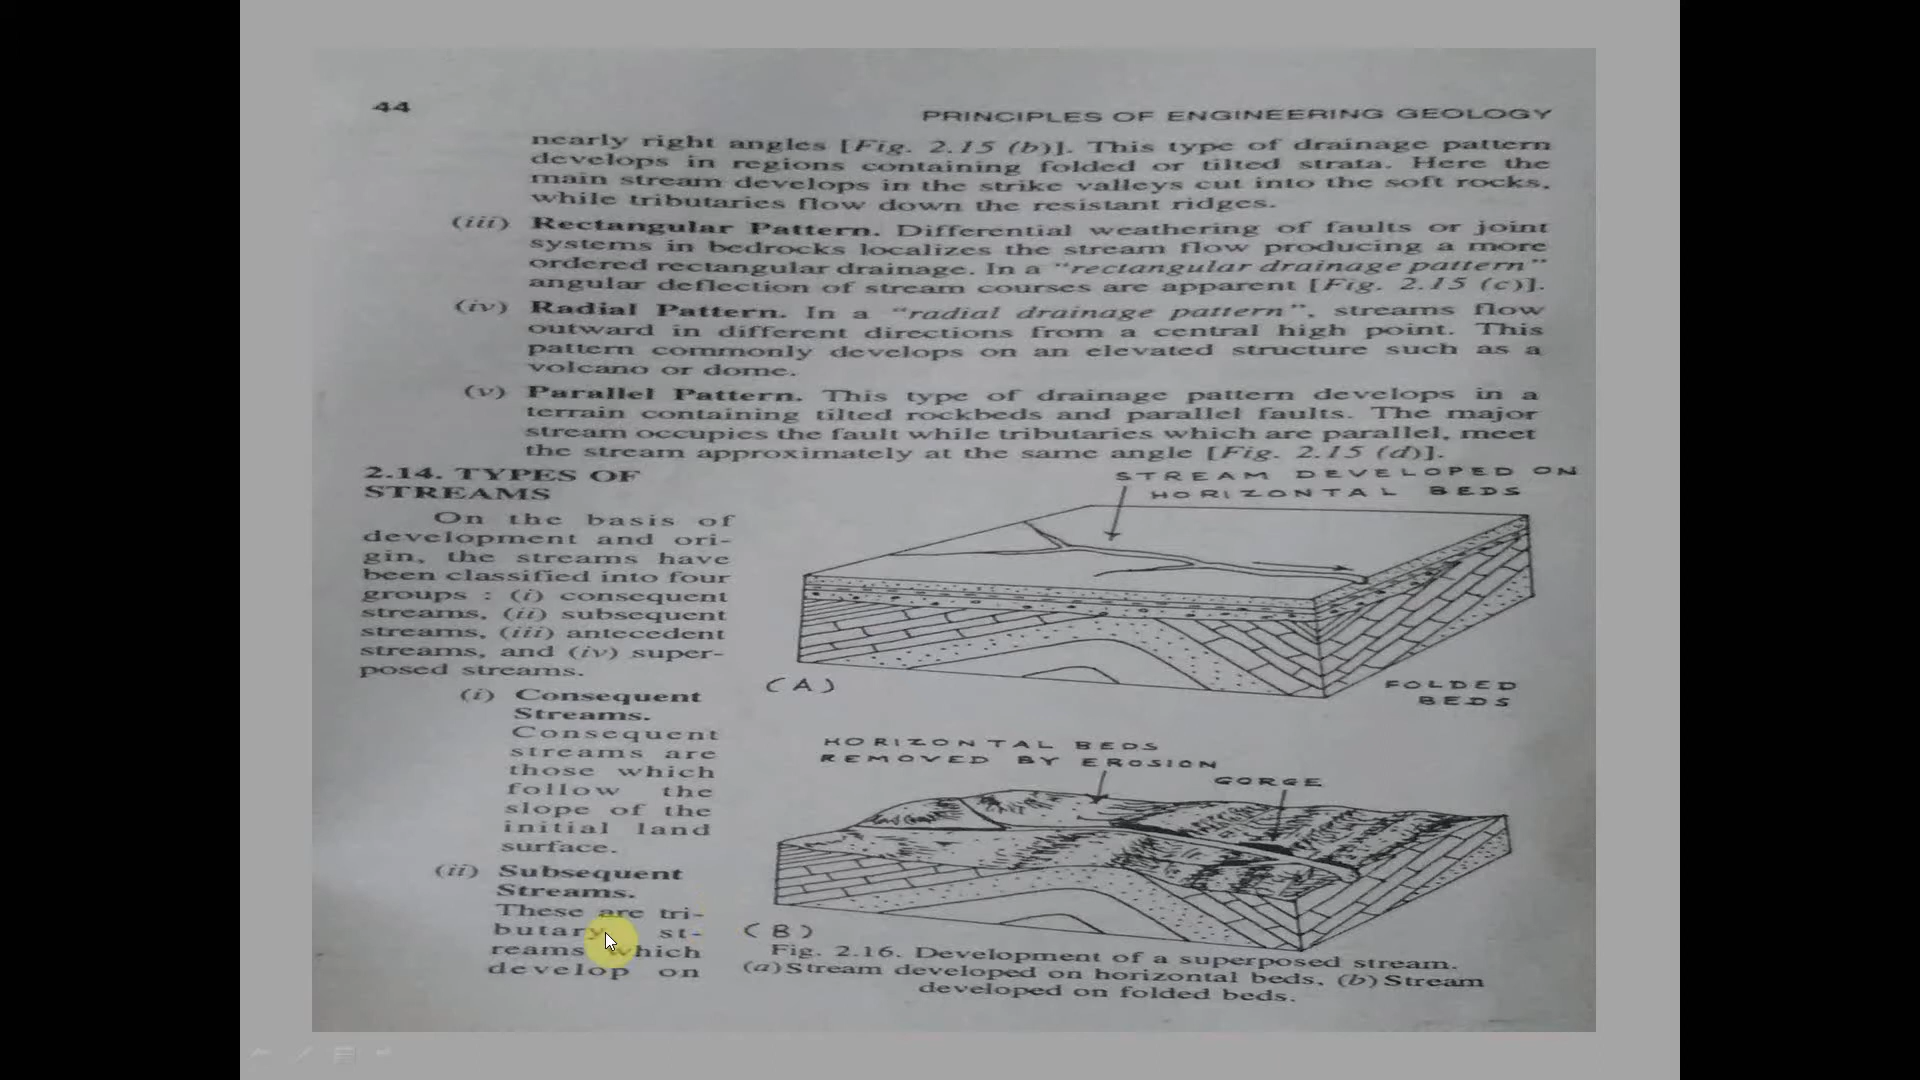 44
PRINCIPLES OF ENGINEERING GEOLOGY
nearly right angles [Fig. 2.15 (b)]. This type of drainage pattern
develops in regions containing folded or tilted strata. Here the
main stream develops in the strike valleys cut into the soft rocks,
while tributaries flow down the resistant ridges.
(iii) Rectangular Pattern. Differential weathering of faults or joint
systems in bedrocks localizes the stream flow producing a more
ordered rectangular drainage. In a "rectangular drainage pattern"
angular deflection of stream courses are apparent [Fig. 2.15 (c)].
(iv) Radial Pattern. In a "radial drainage pattern", streams flow
outward in different directions from a central high point. This
pattern commonly develops on an elevated structure such as a
volcano or dome.
(v) Parallel Pattern. This type of drainage pattern develops in a
terrain containing tilted rockbeds and parallel faults. The major
stream occupies the fault while tributaries which are parallel, meet
the stream approximately at the same angle [Fig. 2.15 (d)].
2.14. TYPES OF
STREAMS
On the basis of
development and ori-
gin, the streams have
been classified into four
groups : (i) consequent
streams, (ii) subsequent
streams, (iii) antecedent
streams, and (iv) super-
posed streams.
(i) Consequent
Streams.
Consequent
streams are
those which
follow the
slope of the
initial land
surface.
(ii) Subsequent
Streams.
These are tri-
butary st-
reams which
develop on
STREAM DEVELOPED ON
HORIZONTAL BEDS
(A)
FOLDED
BEDS
HORIZONTAL BEDS
REMOVED BY EROSION
GORGE
(B)
Fig. 2.16. Development of a superposed stream.
(a) Stream developed on horizontal beds, (b) Stream
developed on folded beds.